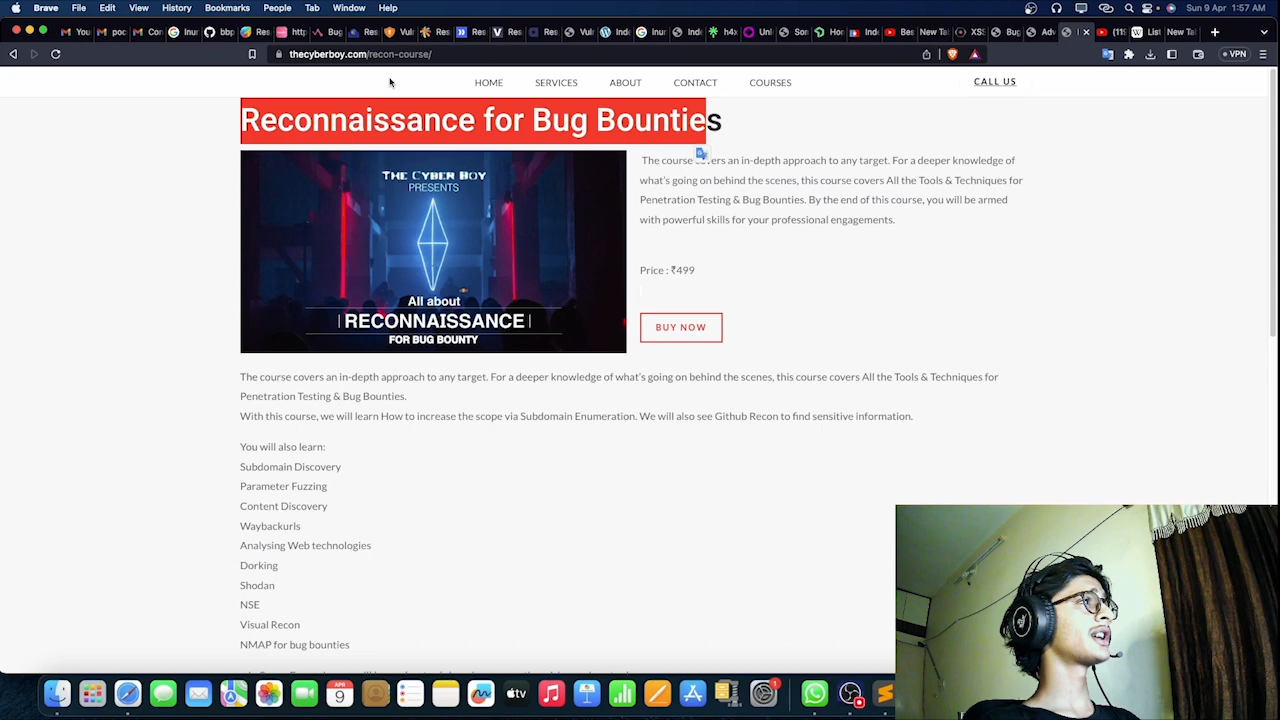 Brave File Edit View History Bookmarks People Tab Window Help
Sun 9 Apr 1:57 AM
thecyberboy.com/recon-course/
VPN
HOME SERVICES ABOUT CONTACT COURSES
CALL US
Reconnaissance for Bug Bounties
THE CYBER BOY
PRESENTS
All about
RECONNAISSANCE
FOR BUG BOUNTY
The course covers an in-depth approach to any target. For a deeper knowledge of
what's going on behind the scenes, this course covers All the Tools & Techniques for
Penetration Testing & Bug Bounties. By the end of this course, you will be armed
with powerful skills for your professional engagements.
Price : ₹499
BUY NOW
The course covers an in-depth approach to any target. For a deeper knowledge of what's going on behind the scenes, this course covers All the Tools & Techniques for
Penetration Testing & Bug Bounties.
With this course, we will learn How to increase the scope via Subdomain Enumeration. We will also see Github Recon to find sensitive information.
You will also learn:
Subdomain Discovery
Parameter Fuzzing
Content Discovery
Waybackurls
Analysing Web technologies
Dorking
Shodan
NSE
Visual Recon
NMAP for bug bounties